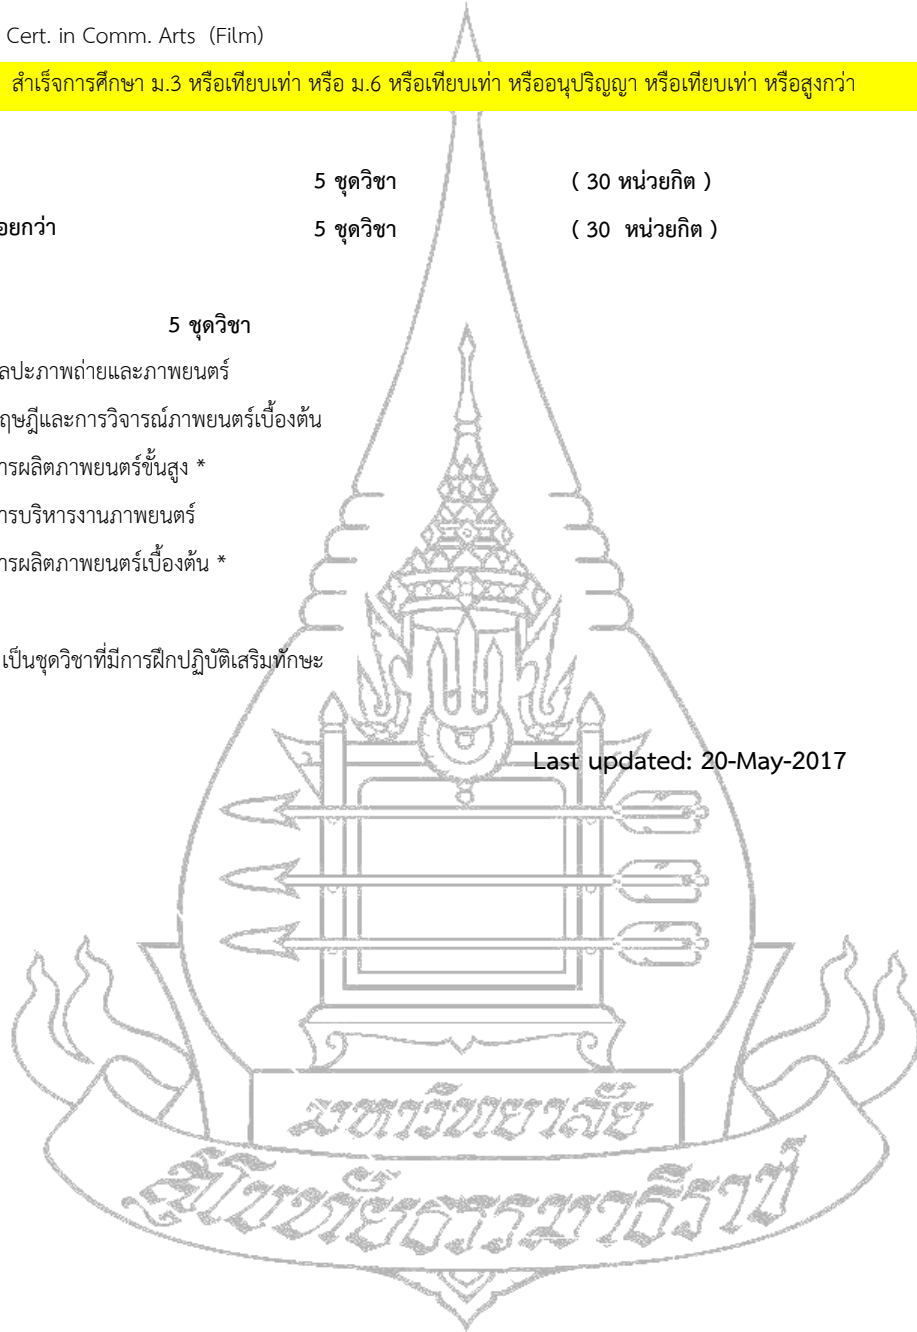 Cert. in Comm. Arts (Film)
สำเร็จการศึกษา ม.3 หรือเทียบเท่า หรือ ม.6 หรือเทียบเท่า หรืออนุปริญญา หรือเทียบเท่า หรือสูงกว่า
5 ชุดวิชา ( 30 หน่วยกิต )
อยกว่า 5 ชุดวิชา ( 30 หน่วยกิต )
5 ชุดวิชา
ลปะภาพถ่ายและภาพยนตร์
ฤษฎีและการวิจารณ์ภาพยนตร์เบื้องต้น
ารผลิตภาพยนตร์ขั้นสูง *
ารบริหารงานภาพยนตร์
ารผลิตภาพยนตร์เบื้องต้น *
เป็นชุดวิชาที่มีการฝึกปฏิบัติเสริมทักษะ
Last updated: 20-May-2017
มหาวิทยาลัย
สุโขทัยธรรมาธิราช